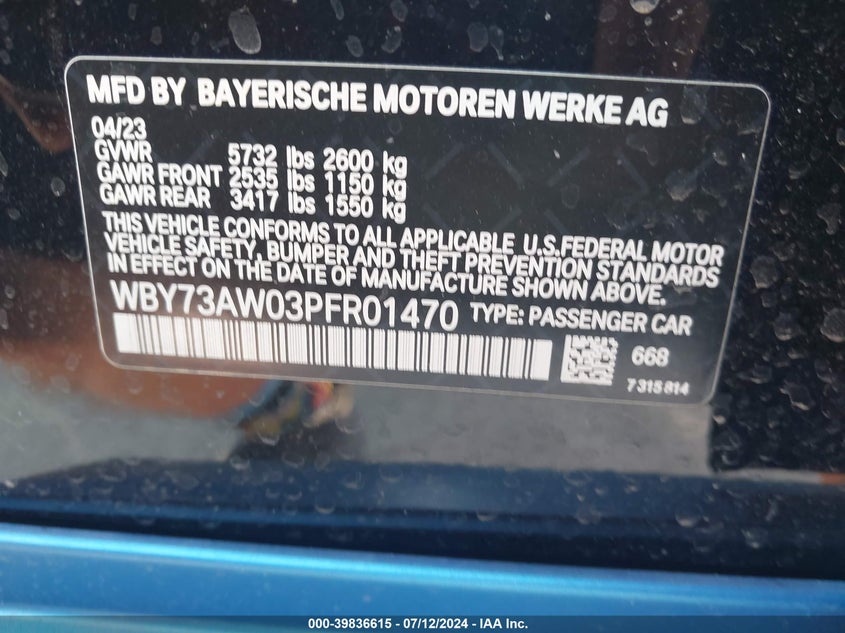 MFD BY BAYERISCHE MOTOREN WERKE AG
04/23
GVWR 5732 lbs 2600 kg
GAWR FRONT 2535 lbs 1150 kg
GAWR REAR 3417 lbs 1550 kg
THIS VEHICLE CONFORMS TO ALL APPLICABLE U.S.FEDERAL MOTOR
VEHICLE SAFETY, BUMPER AND THEFT PREVENTION STANDARDS
IN EFFECT ON THE DATE OF MANUFACTURE SHOWN ABOVE.
WBY73AW03PFR01470 TYPE: PASSENGER CAR
668
7315814
000-39836615 - 07/12/2024 - IAA Inc.